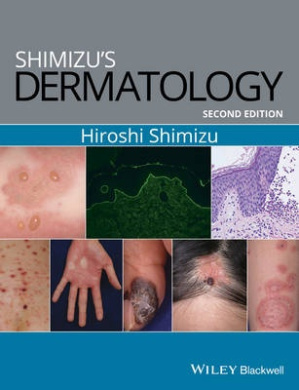 SHIMIZU'S
DERMATOLOGY
SECOND EDITION
Hiroshi Shimizu
WILEY Blackwell